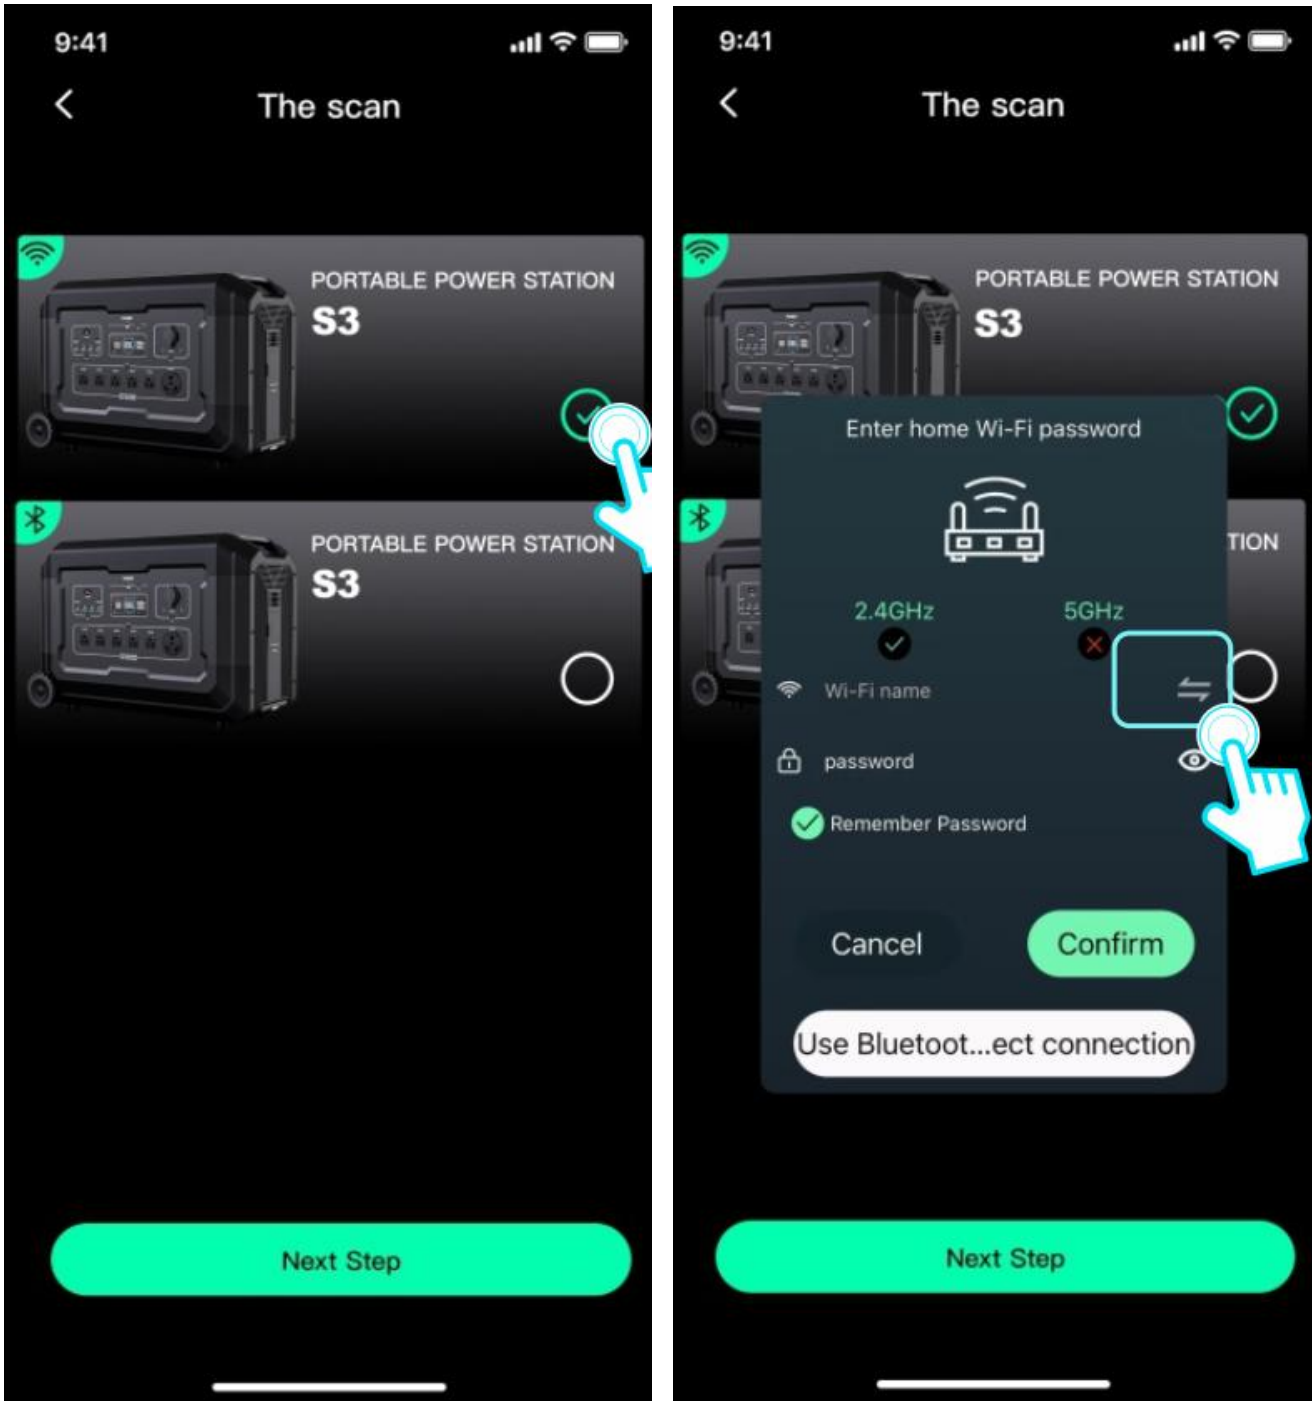 9:41
The scan
PORTABLE POWER STATION
S3
PORTABLE POWER STATION
S3
Next Step
9:41
The scan
PORTABLE POWER STATION
S3
TION
Enter home Wi-Fi password
2.4GHz 5GHz
Wi-Fi name
password
Remember Password
Cancel Confirm
Use Bluetoot...ect connection
Next Step